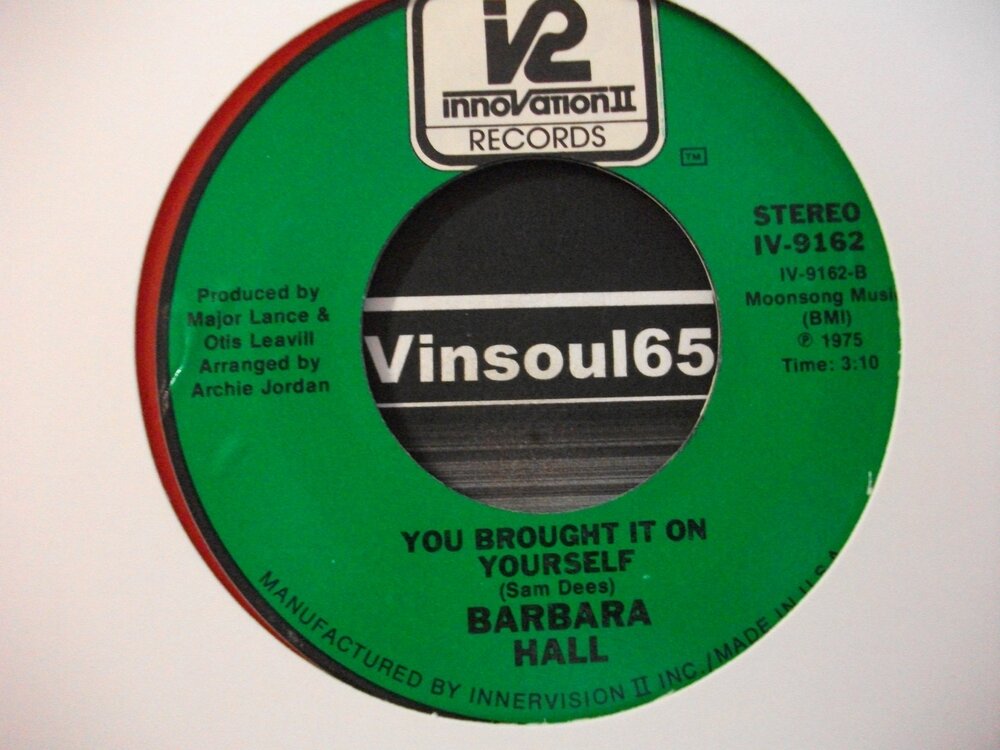 i2
innovation II
RECORDS
TM
STEREO
IV-9162
IV-9162-B
Moonsong Musi
(BMI)
℗ 1975
Time: 3:10
Produced by
Major Lance &
Otis Leavill
Arranged by
Archie Jordan
Vinsoul65
YOU BROUGHT IT ON
YOURSELF
(Sam Dees)
BARBARA
HALL
MANUFACTURED BY INNERVISION II INC./MADE IN U.S.A